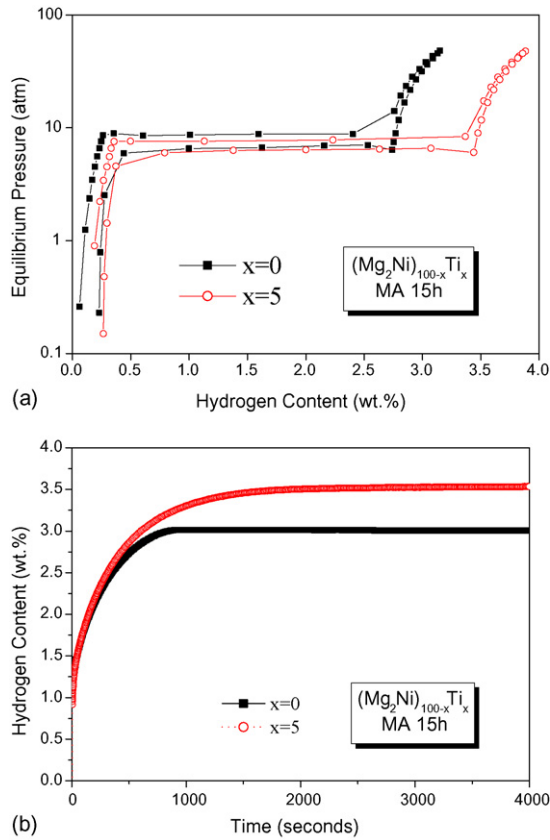 100
10
1
0.1
Equilibrium Pressure (atm)
x=0
x=5
(Mg₂Ni)₁₀₀₋ₓTiₓ
MA 15h
0.0 0.5 1.0 1.5 2.0 2.5 3.0 3.5 4.0
Hydrogen Content (wt.%)
(a)
4.0
3.5
3.0
2.5
2.0
1.5
1.0
0.5
0.0
Hydrogen Content (wt.%)
x=0
x=5
(Mg₂Ni)₁₀₀₋ₓTiₓ
MA 15h
0 1000 2000 3000 4000
Time (seconds)
(b)